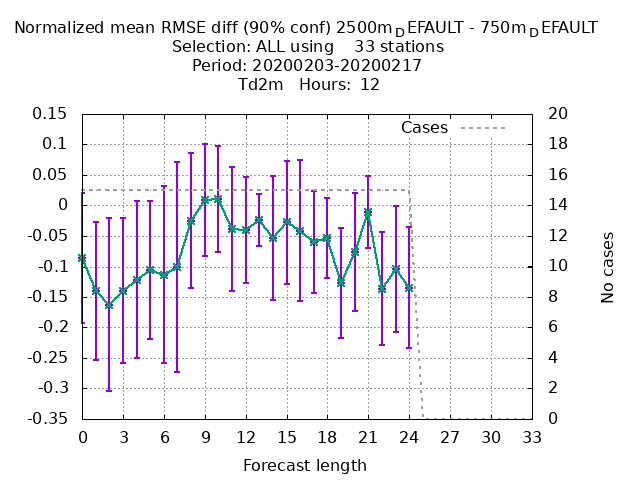 Normalized mean RMSE diff (90% conf) 2500m_DEFAULT - 750m_DEFAULT
Selection: ALL using 33 stations
Period: 20200203-20200217
Td2m Hours: 12
Cases
0.15
0.1
0.05
0
-0.05
-0.1
-0.15
-0.2
-0.25
-0.3
-0.35
20
18
16
14
12
10
8
6
4
2
0
No cases
0 3 6 9 12 15 18 21 24 27 30 33
Forecast length